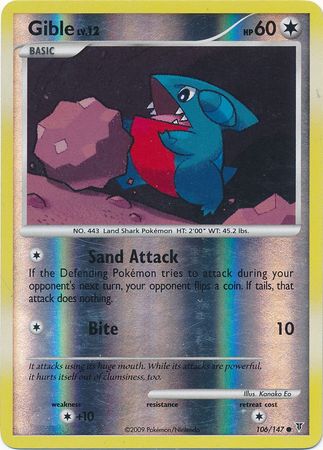 Gible LV.12 HP 60
BASIC
NO. 443 Land Shark Pokémon HT: 2'00" WT: 45.2 lbs.
Sand Attack
If the Defending Pokémon tries to attack during your
opponent's next turn, your opponent flips a coin. If tails, that
attack does nothing.
Bite 10
It attacks using its huge mouth. While its attacks are powerful,
it hurts itself out of clumsiness, too.
Illus. Kanako Eo
weakness resistance retreat cost
+10
©2009 Pokémon/Nintendo 106/147